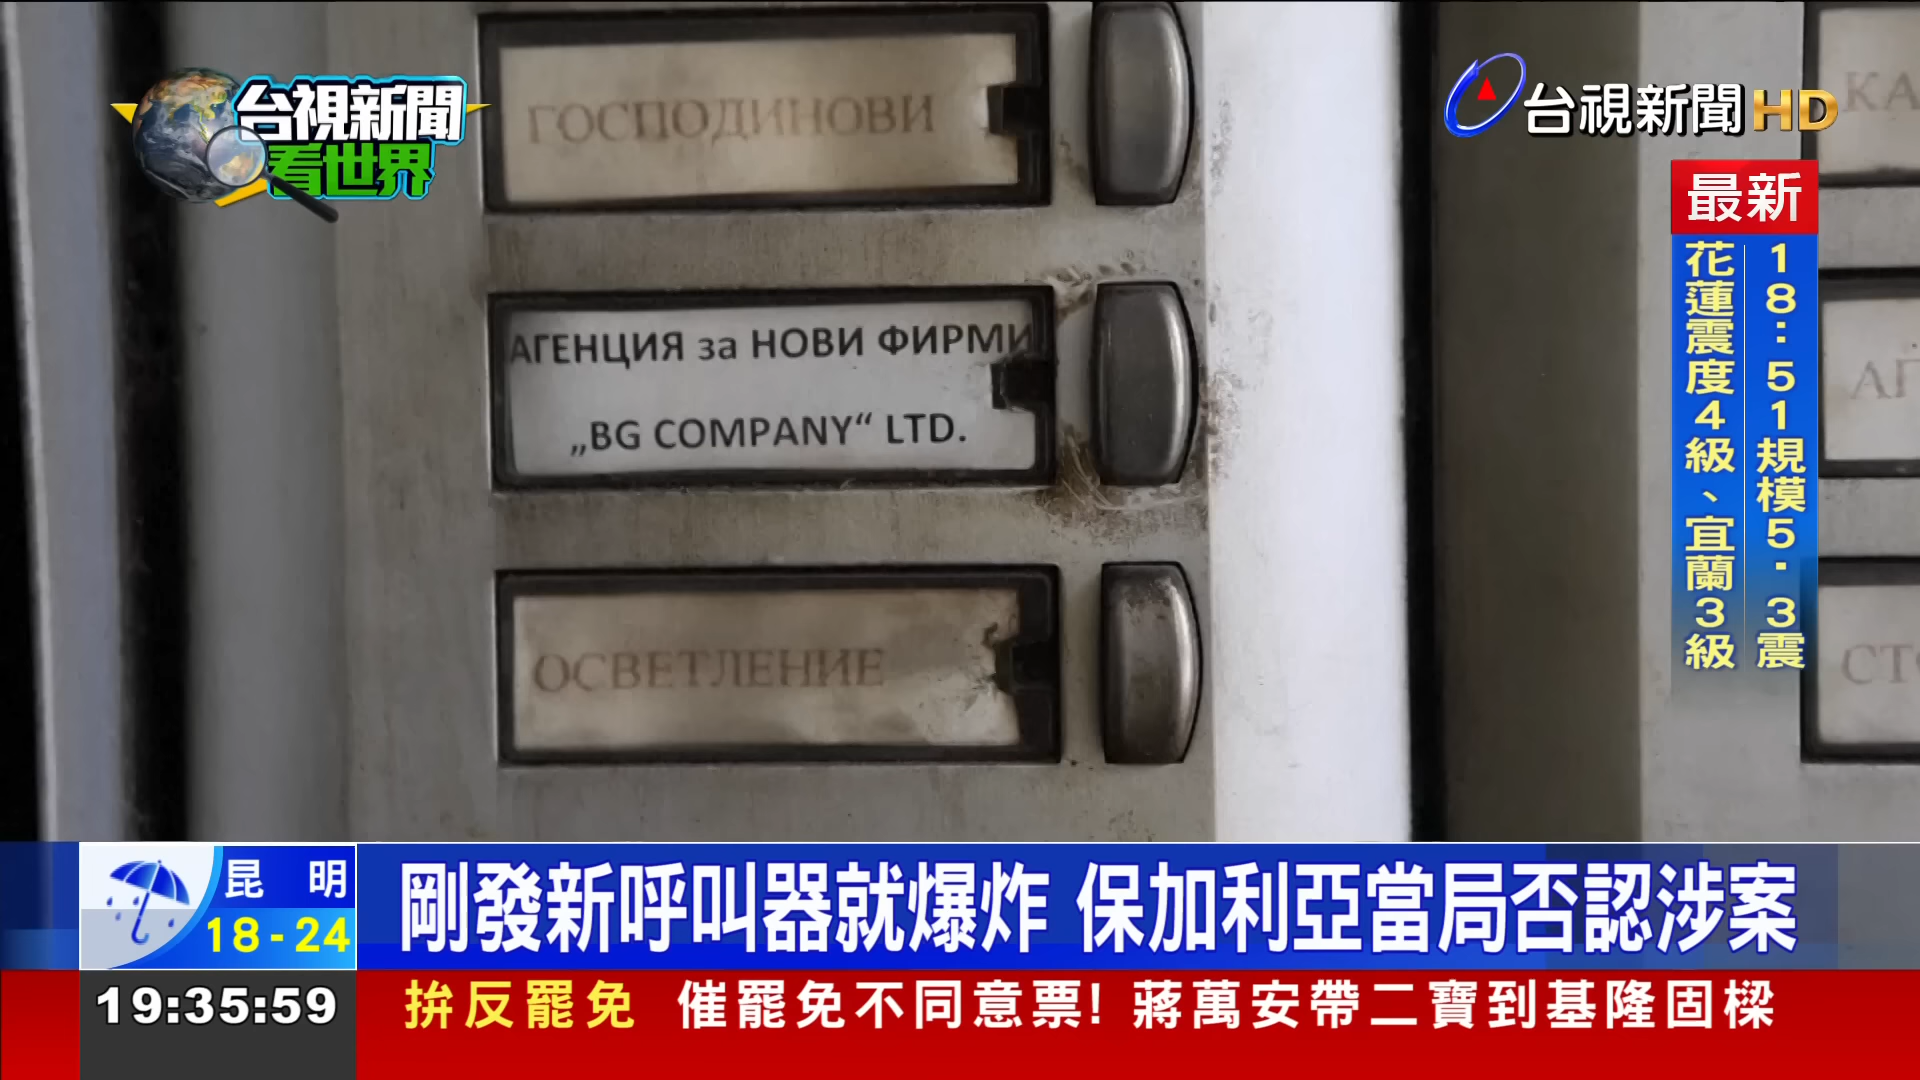 台視新聞
看世界
台視新聞HD
最新
18:51規模5.3震
花蓮震度4級、宜蘭3級
ГОСПОДИНОВИ
АГЕНЦИЯ за НОВИ ФИРМИ
„BG COMPANY“ LTD.
ОСВЕТЛЕНИЕ
КА
АГ
СТ
昆明
18-24
剛發新呼叫器就爆炸 保加利亞當局否認涉案
19:35:59
拚反罷免 催罷免不同意票! 蔣萬安帶二寶到基隆固樑